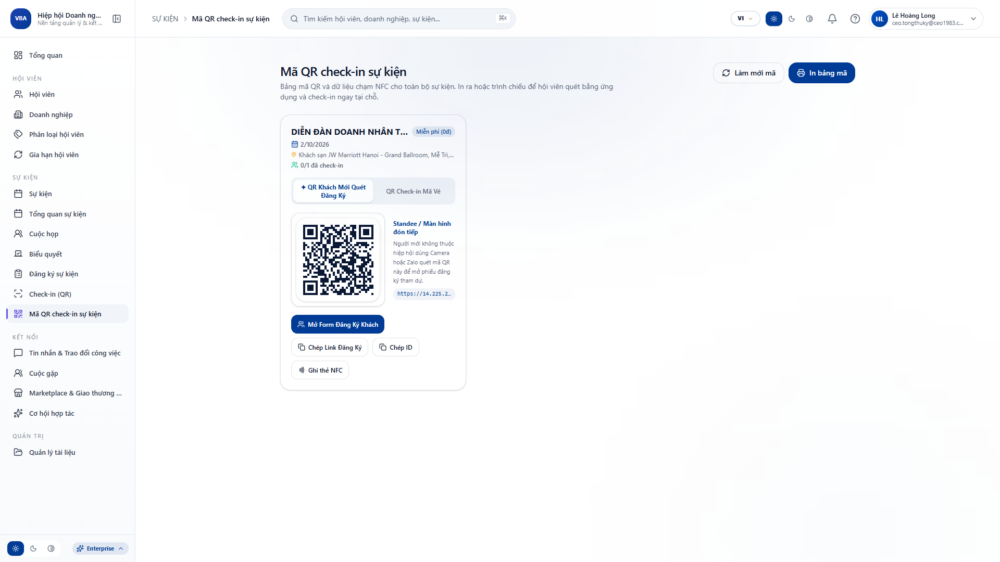 VBA
Hiệp hội Doanh ng...
Nền tảng quản lý & kết ...
SỰ KIỆN
Mã QR check-in sự kiện
Tìm kiếm hội viên, doanh nghiệp, sự kiện...
⌘K
VI
HL
Lê Hoàng Long
ceo.tongthuky@ceo1983.c...
Tổng quan
HỘI VIÊN
Hội viên
Doanh nghiệp
Phân loại hội viên
Gia hạn hội viên
SỰ KIỆN
Sự kiện
Tổng quan sự kiện
Cuộc họp
Biểu quyết
Đăng ký sự kiện
Check-in (QR)
Mã QR check-in sự kiện
KẾT NỐI
Tin nhắn & Trao đổi công việc
Cuộc gặp
Marketplace & Giao thương ...
Cơ hội hợp tác
QUẢN TRỊ
Quản lý tài liệu
Enterprise
Mã QR check-in sự kiện
Bảng mã QR và dữ liệu chạm NFC cho toàn bộ sự kiện. In ra hoặc trình chiếu để hội viên quét bằng ứng
dụng và check-in ngay tại chỗ.
Làm mới mã
In bảng mã
DIỄN ĐÀN DOANH NHÂN T...
Miễn phí (0đ)
2/10/2026
Khách sạn JW Marriott Hanoi - Grand Ballroom, Mễ Trì,...
0/1 đã check-in
✦ QR Khách Mới Quét
Đăng Ký
QR Check-in Mã Vé
Standee / Màn hình
đón tiếp
Người mới không thuộc
hiệp hội dùng Camera
hoặc Zalo quét mã QR
này để mở phiếu đăng
ký tham dự.
https://14.225.2…
Mở Form Đăng Ký Khách
Chép Link Đăng Ký
Chép ID
Ghi thẻ NFC